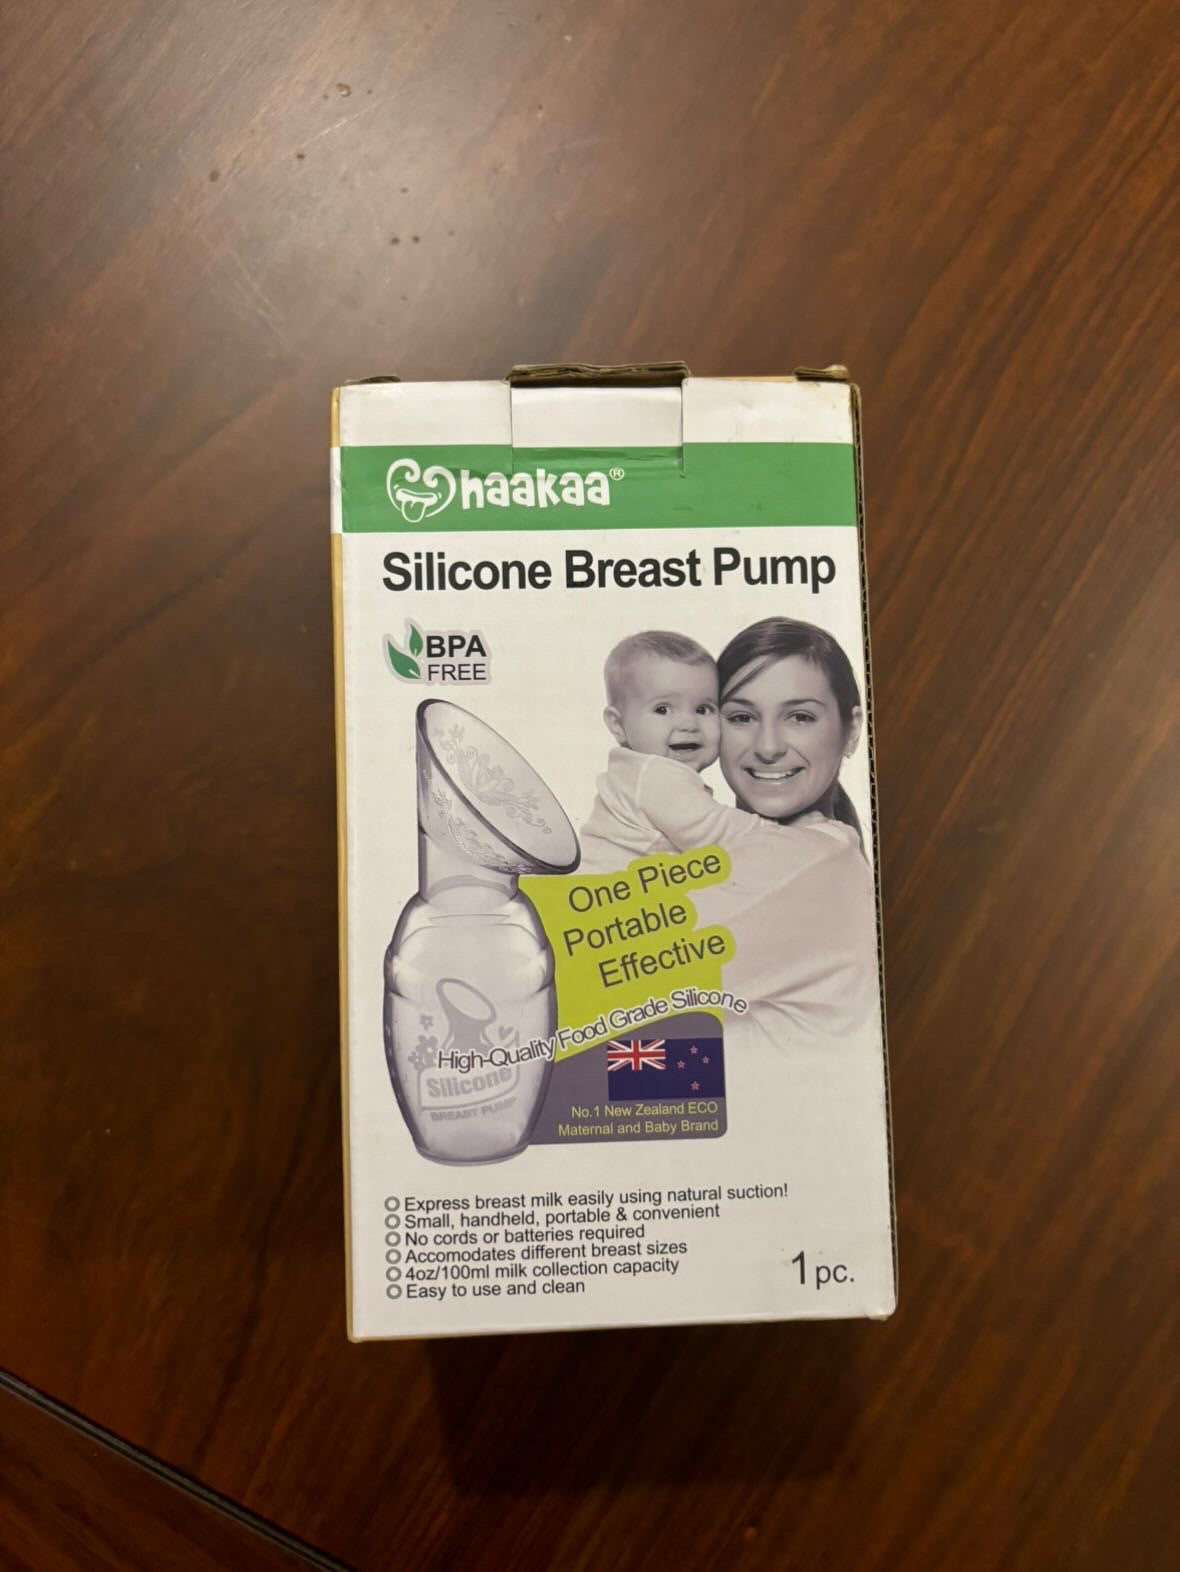 haakaa®
Silicone Breast Pump
BPA
FREE
One Piece
Portable
Effective
High-Quality Food Grade Silicone
Silicone
BREAST PUMP
No.1 New Zealand ECO
Maternal and Baby Brand
Express breast milk easily using natural suction!
Small, handheld, portable & convenient
No cords or batteries required
Accomodates different breast sizes
4oz/100ml milk collection capacity
Easy to use and clean
1 pc.